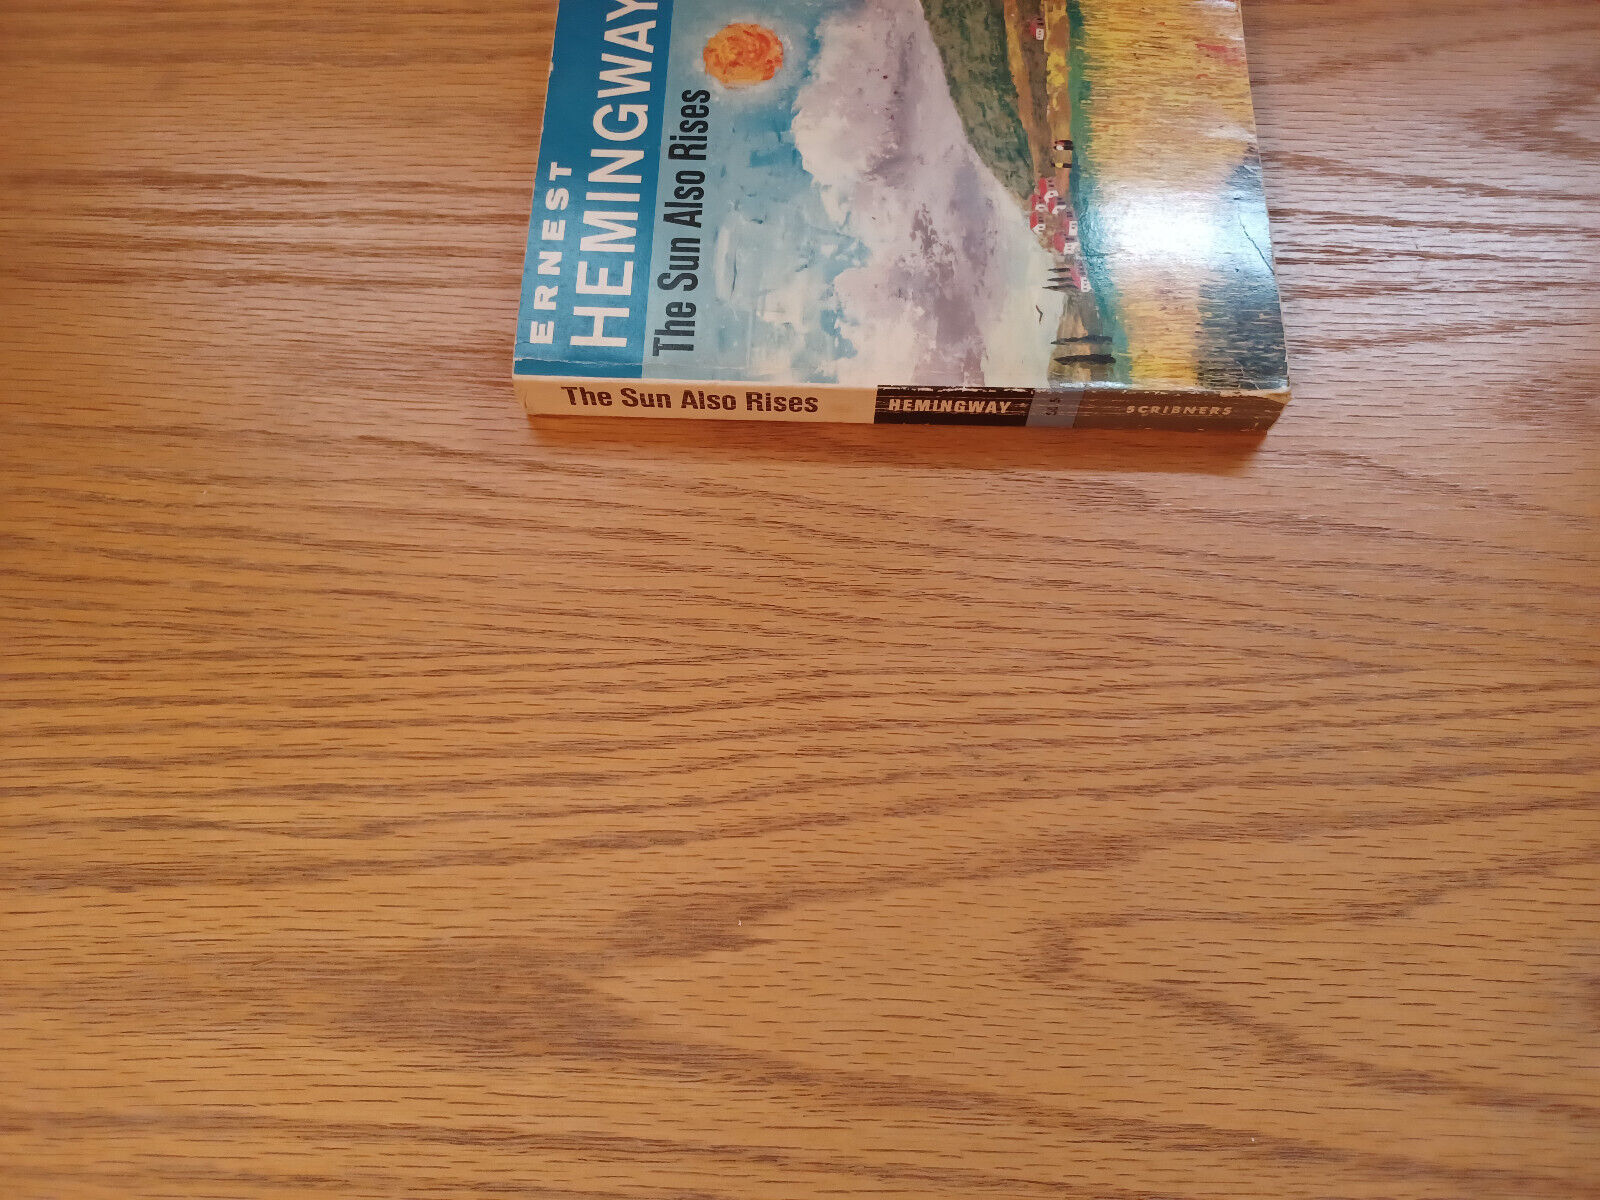 ERNEST
HEMINGWAY
The Sun Also Rises
The Sun Also Rises
HEMINGWAY
SCRIBNERS